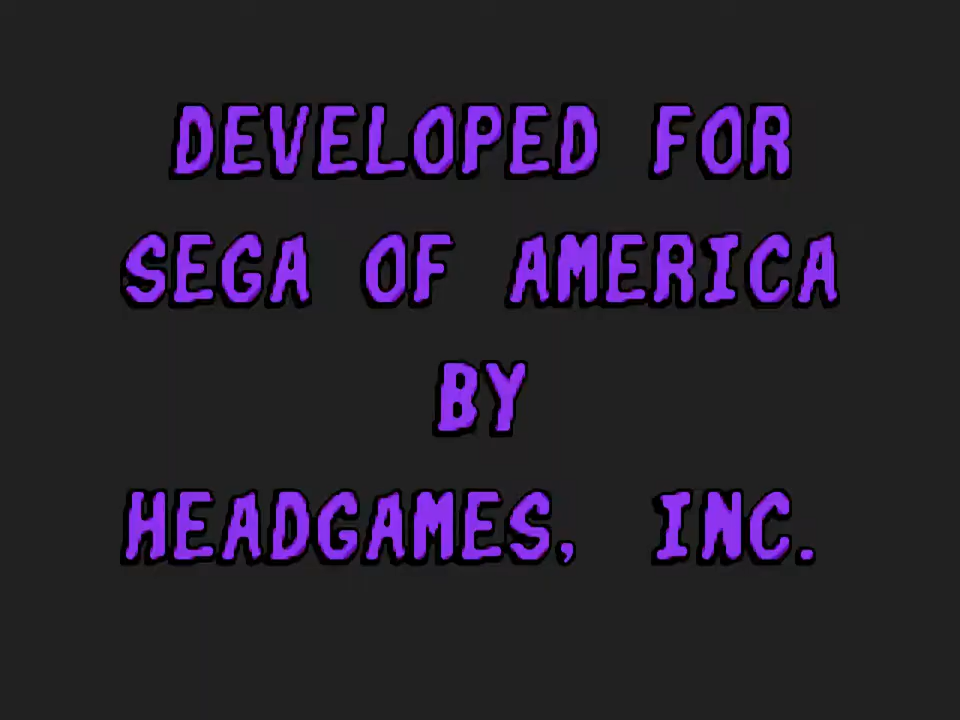 DEVELOPED FOR
SEGA OF AMERICA
BY
HEADGAMES, INC.